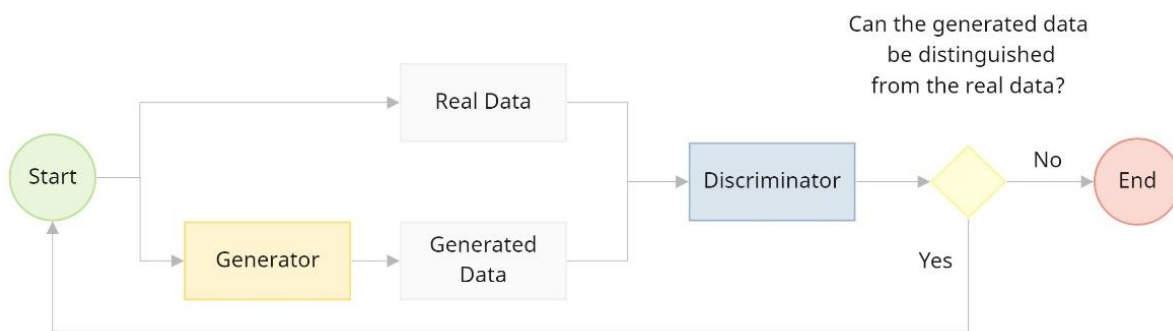 Can the generated data
be distinguished
from the real data?
Real Data
Start
Discriminator
No
End
Generator
Generated
Data
Yes